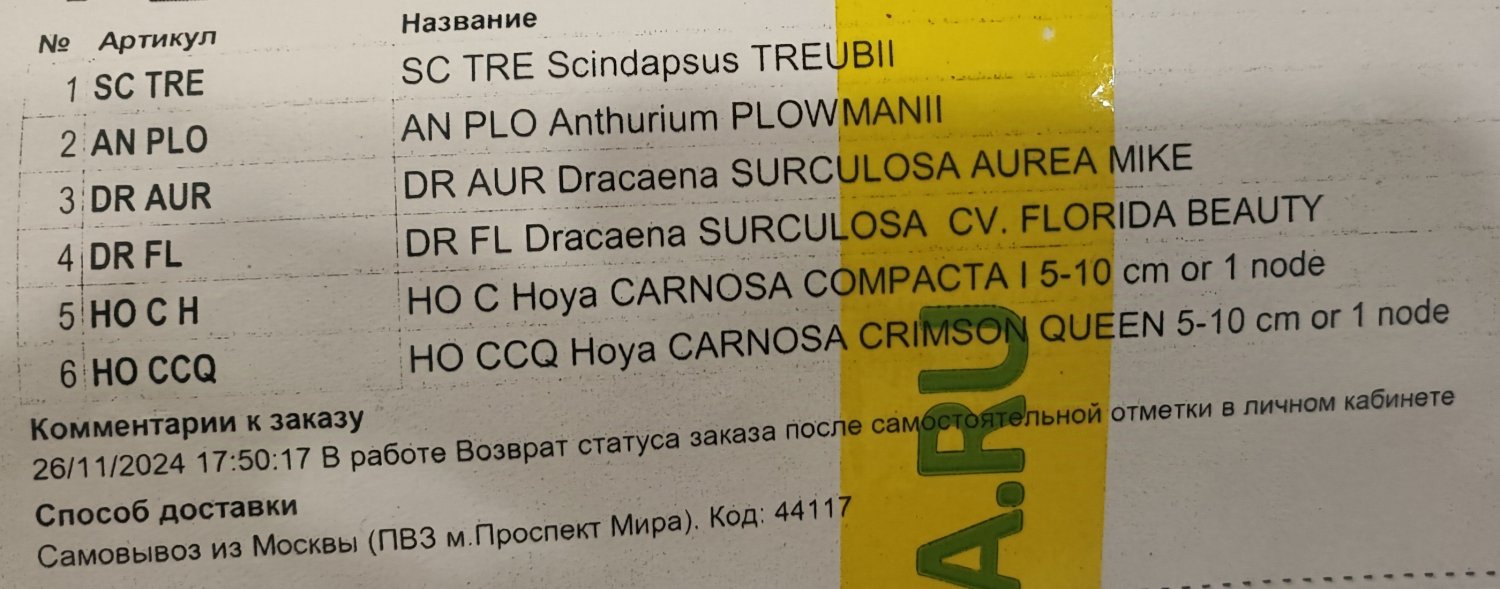 № Артикул Название
1 SC TRE SC TRE Scindapsus TREUBII
2 AN PLO AN PLO Anthurium PLOWMANII
3 DR AUR DR AUR Dracaena SURCULOSA AUREA MIKE
4 DR FL DR FL Dracaena SURCULOSA CV. FLORIDA BEAUTY
5 HO C H HO C Hoya CARNOSA COMPACTA I 5-10 cm or 1 node
6 HO CCQ HO CCQ Hoya CARNOSA CRIMSON QUEEN 5-10 cm or 1 node
Комментарии к заказу
26/11/2024 17:50:17 В работе Возврат статуса заказа после самостоятельной отметки в личном кабинете
Способ доставки
Самовывоз из Москвы (ПВЗ м.Проспект Мира). Код: 44117
A.RU